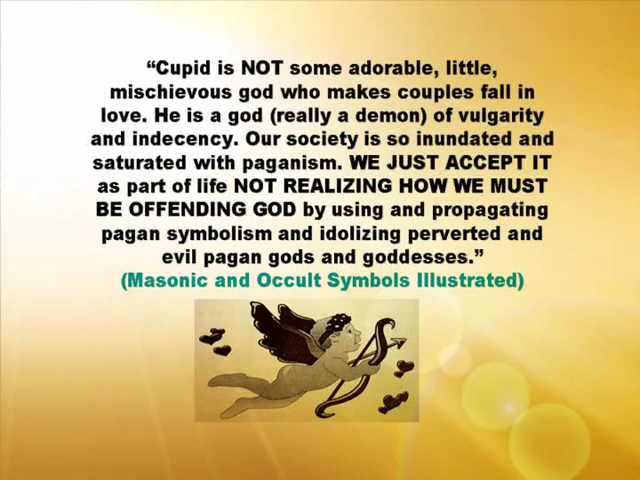 “Cupid is NOT some adorable, little,
mischievous god who makes couples fall in
love. He is a god (really a demon) of vulgarity
and indecency. Our society is so inundated and
saturated with paganism. WE JUST ACCEPT IT
as part of life NOT REALIZING HOW WE MUST
BE OFFENDING GOD by using and propagating
pagan symbolism and idolizing perverted and
evil pagan gods and goddesses.”
(Masonic and Occult Symbols Illustrated)